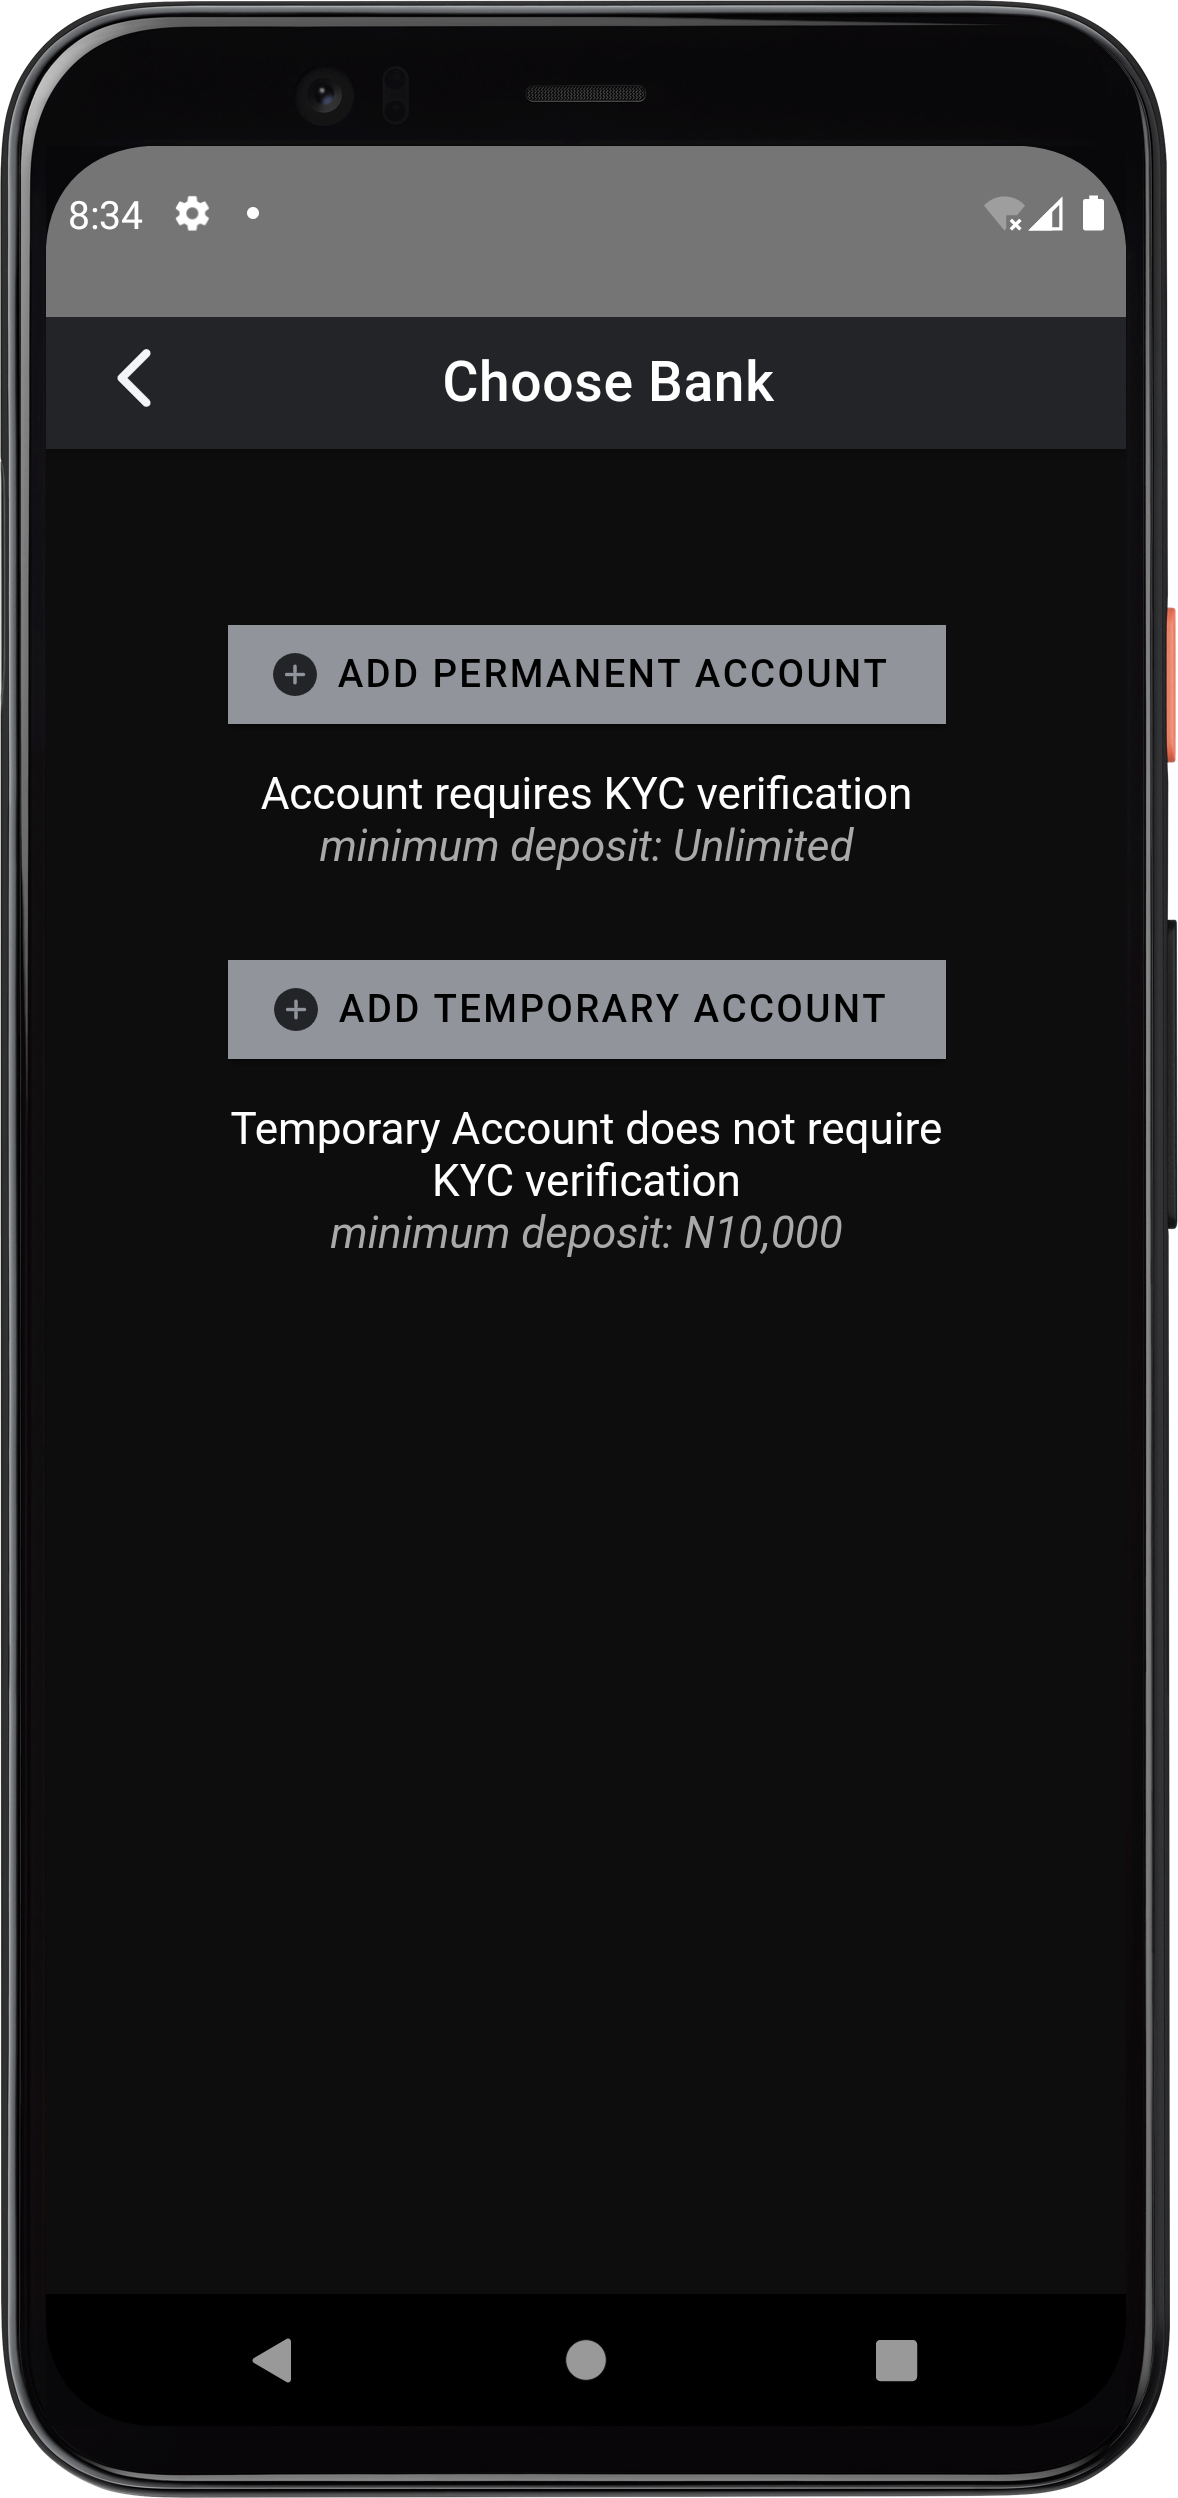 8:34
Choose Bank
ADD PERMANENT ACCOUNT
Account requires KYC verification
minimum deposit: Unlimited
ADD TEMPORARY ACCOUNT
Temporary Account does not require
KYC verification
minimum deposit: N10,000